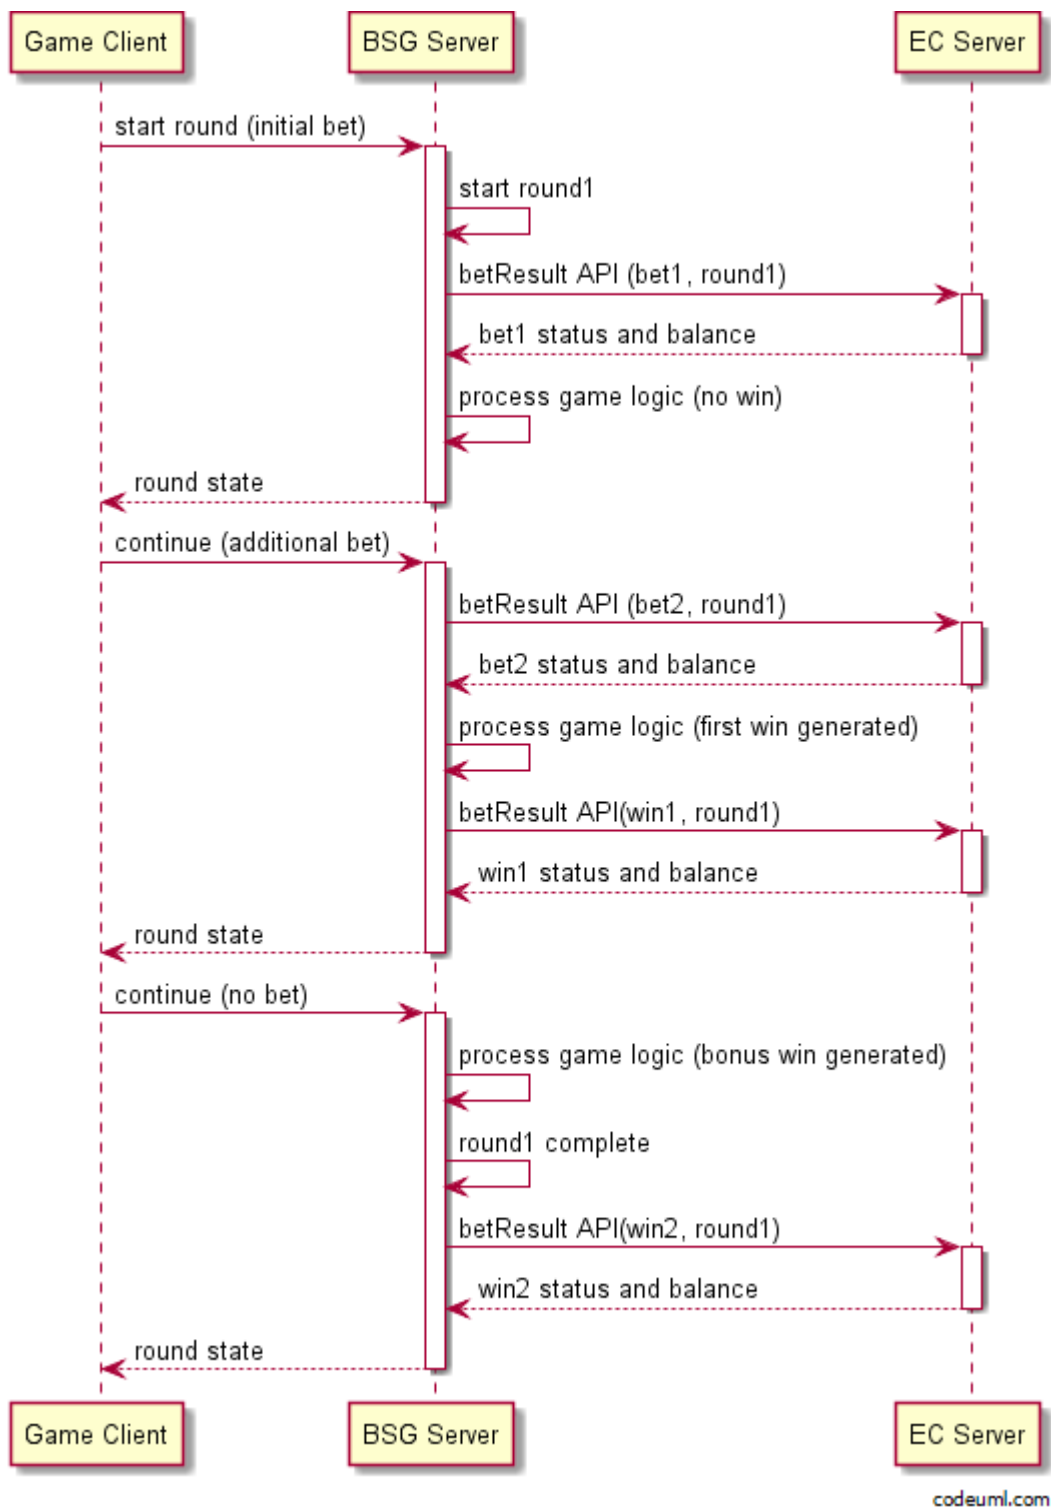 Game Client
BSG Server
EC Server
start round (initial bet)
start round1
betResult API (bet1, round1)
bet1 status and balance
process game logic (no win)
round state
continue (additional bet)
betResult API (bet2, round1)
bet2 status and balance
process game logic (first win generated)
betResult API(win1, round1)
win1 status and balance
round state
continue (no bet)
process game logic (bonus win generated)
round1 complete
betResult API(win2, round1)
win2 status and balance
round state
Game Client
BSG Server
EC Server
codeuml.com